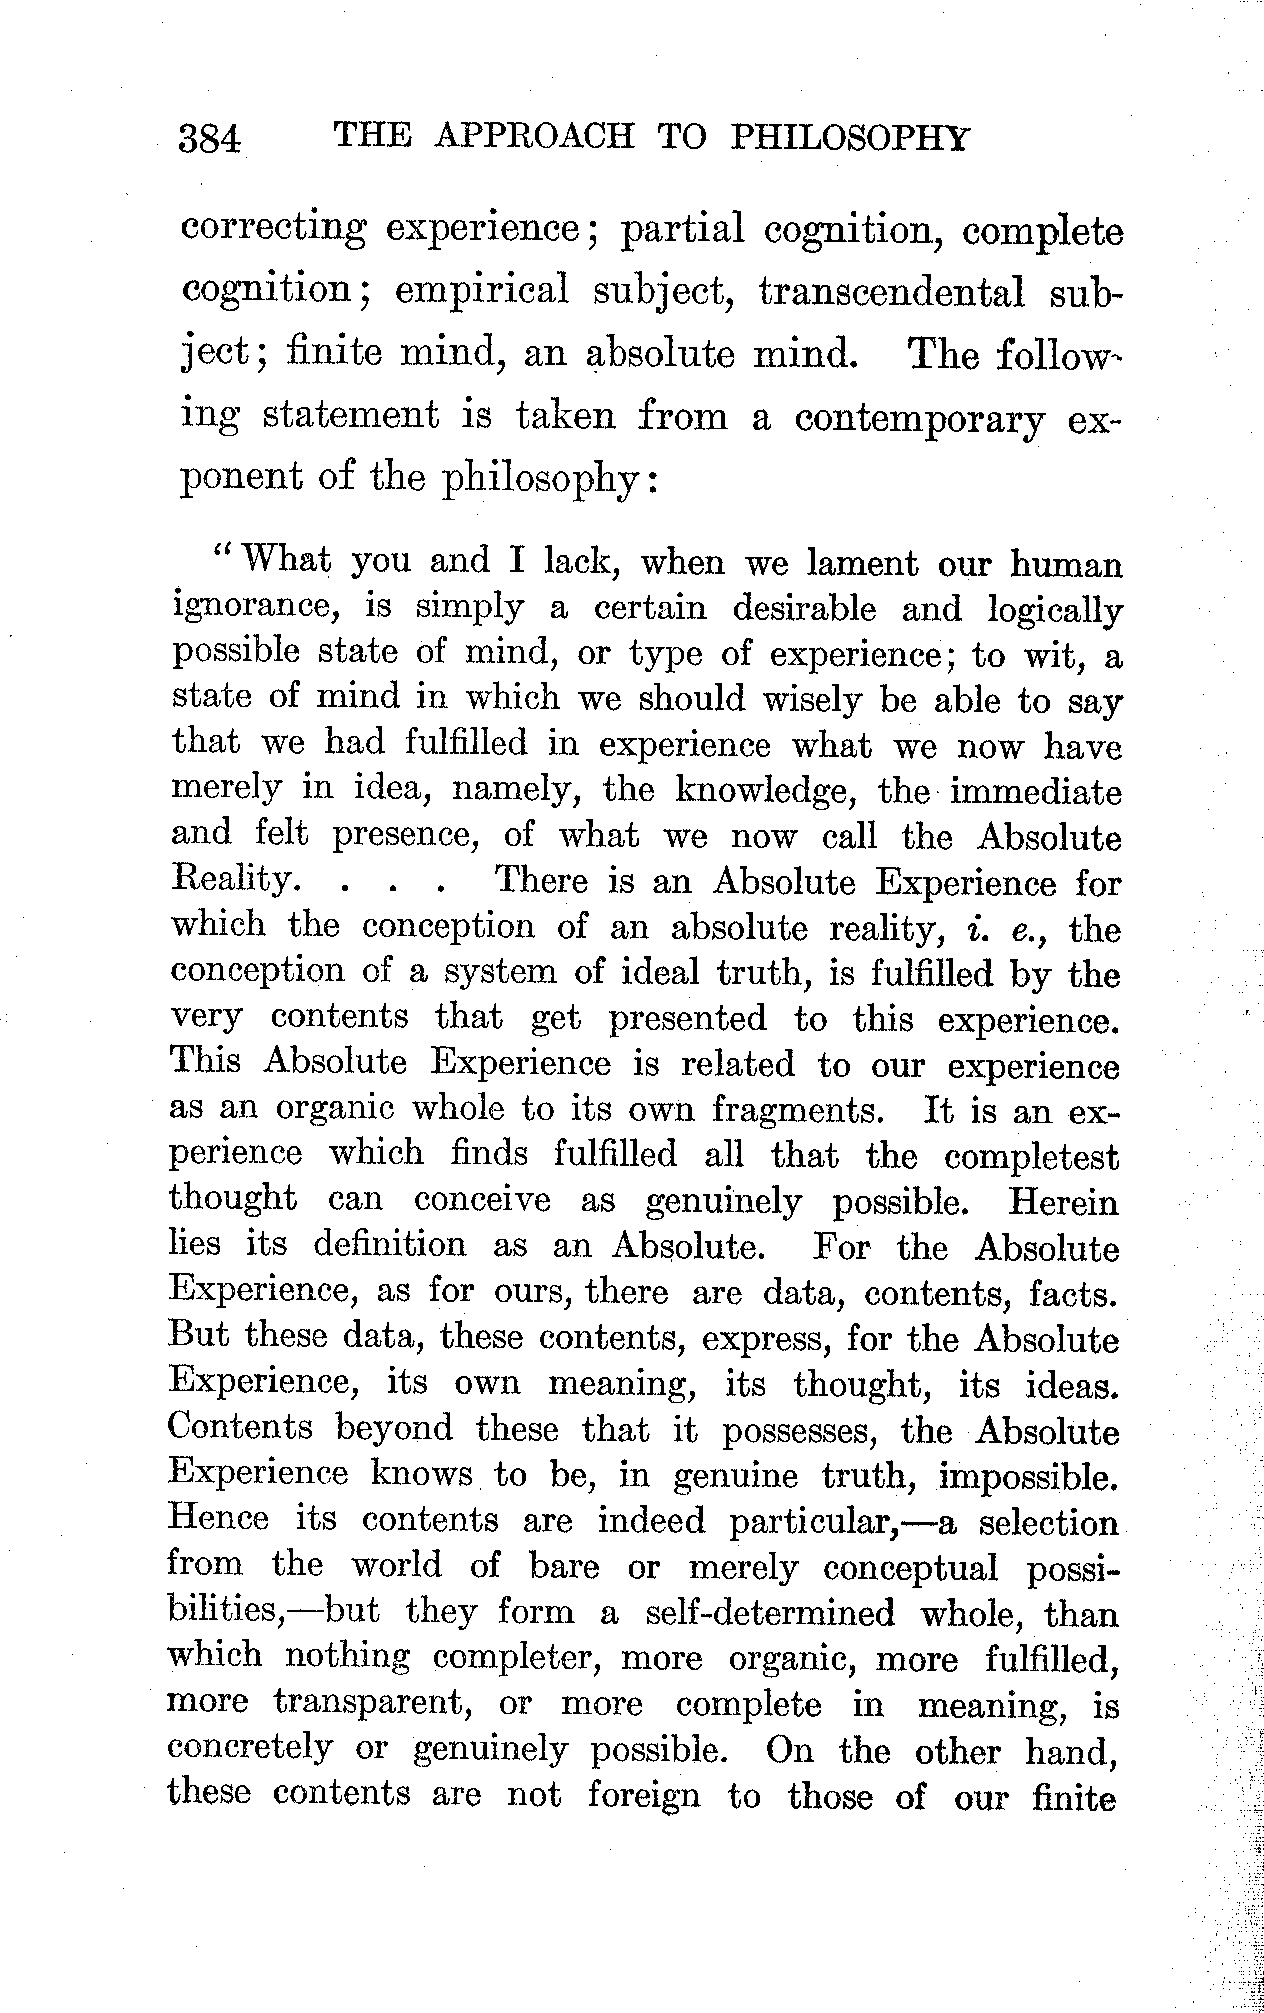 384 THE APPROACH TO PHILOSOPHY
correcting experience; partial cognition, complete
cognition; empirical subject, transcendental sub-
ject; finite mind, an absolute mind. The follow-
ing statement is taken from a contemporary ex-
ponent of the philosophy:
"What you and I lack, when we lament our human
ignorance, is simply a certain desirable and logically
possible state of mind, or type of experience; to wit, a
state of mind in which we should wisely be able to say
that we had fulfilled in experience what we now have
merely in idea, namely, the knowledge, the immediate
and felt presence, of what we now call the Absolute
Reality. . . . There is an Absolute Experience for
which the conception of an absolute reality, i. e., the
conception of a system of ideal truth, is fulfilled by the
very contents that get presented to this experience.
This Absolute Experience is related to our experience
as an organic whole to its own fragments. It is an ex-
perience which finds fulfilled all that the completest
thought can conceive as genuinely possible. Herein
lies its definition as an Absolute. For the Absolute
Experience, as for ours, there are data, contents, facts.
But these data, these contents, express, for the Absolute
Experience, its own meaning, its thought, its ideas.
Contents beyond these that it possesses, the Absolute
Experience knows to be, in genuine truth, impossible.
Hence its contents are indeed particular,—a selection
from the world of bare or merely conceptual possi-
bilities,—but they form a self-determined whole, than
which nothing completer, more organic, more fulfilled,
more transparent, or more complete in meaning, is
concretely or genuinely possible. On the other hand,
these contents are not foreign to those of our finite